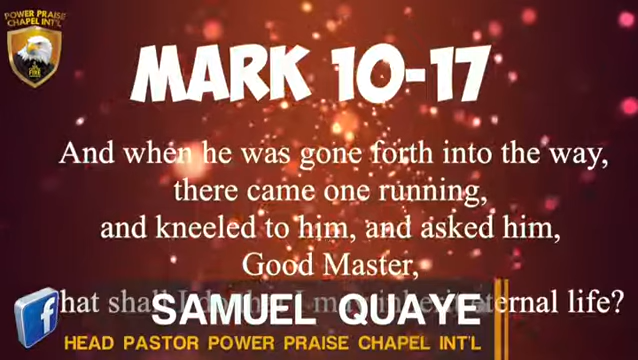 POWER PRAISE
CHAPEL INT'L
FIRE
MARK 10-17
And when he was gone forth into the way,
there came one running,
and kneeled to him, and asked him,
Good Master,
hat shall I eternal life?
SAMUEL QUAYE
f
HEAD PASTOR POWER PRAISE CHAPEL INT'L